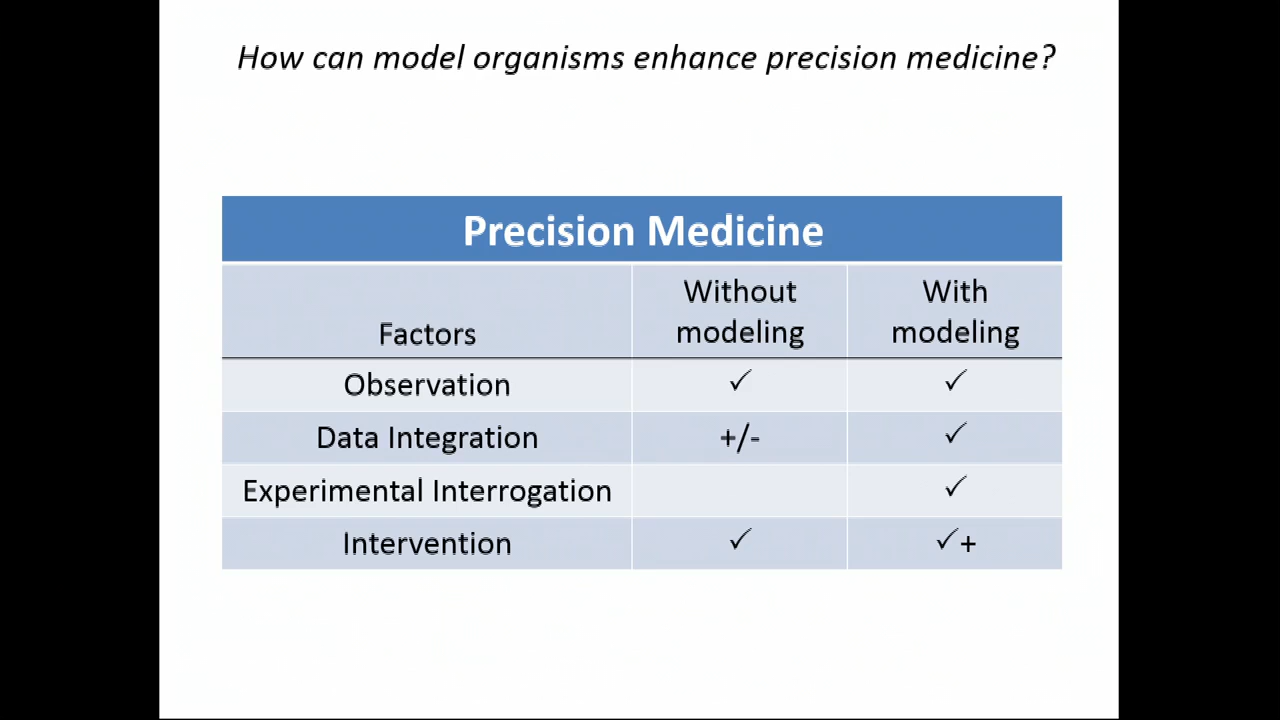 How can model organisms enhance precision medicine?
Precision Medicine
Factors Without modeling With modeling
Observation ✓ ✓
Data Integration +/- ✓
Experimental Interrogation ✓
Intervention ✓ ✓+